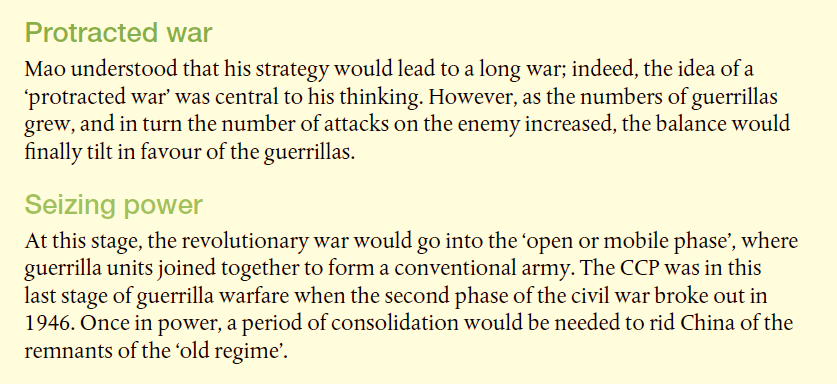 Protracted war
Mao understood that his strategy would lead to a long war; indeed, the idea of a
‘protracted war’ was central to his thinking. However, as the numbers of guerrillas
grew, and in turn the number of attacks on the enemy increased, the balance would
finally tilt in favour of the guerrillas.
Seizing power
At this stage, the revolutionary war would go into the ‘open or mobile phase’, where
guerrilla units joined together to form a conventional army. The CCP was in this
last stage of guerrilla warfare when the second phase of the civil war broke out in
1946. Once in power, a period of consolidation would be needed to rid China of the
remnants of the ‘old regime’.